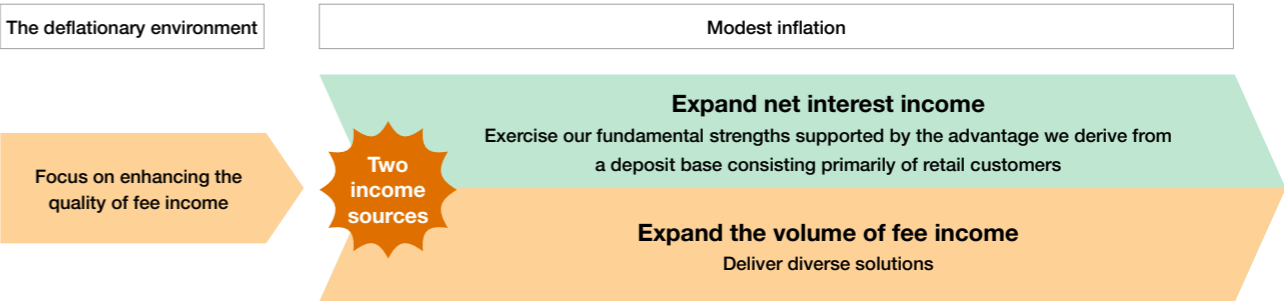 The deflationary environment
Modest inflation
Focus on enhancing the
quality of fee income
Two
income
sources
Expand net interest income
Exercise our fundamental strengths supported by the advantage we derive from
a deposit base consisting primarily of retail customers
Expand the volume of fee income
Deliver diverse solutions